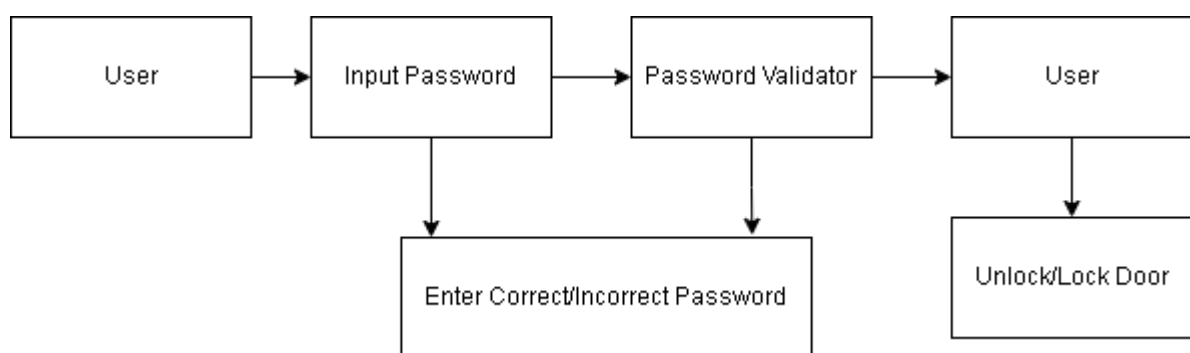 User
Input Password
Password Validator
User
Enter Correct/Incorrect Password
Unlock/Lock Door